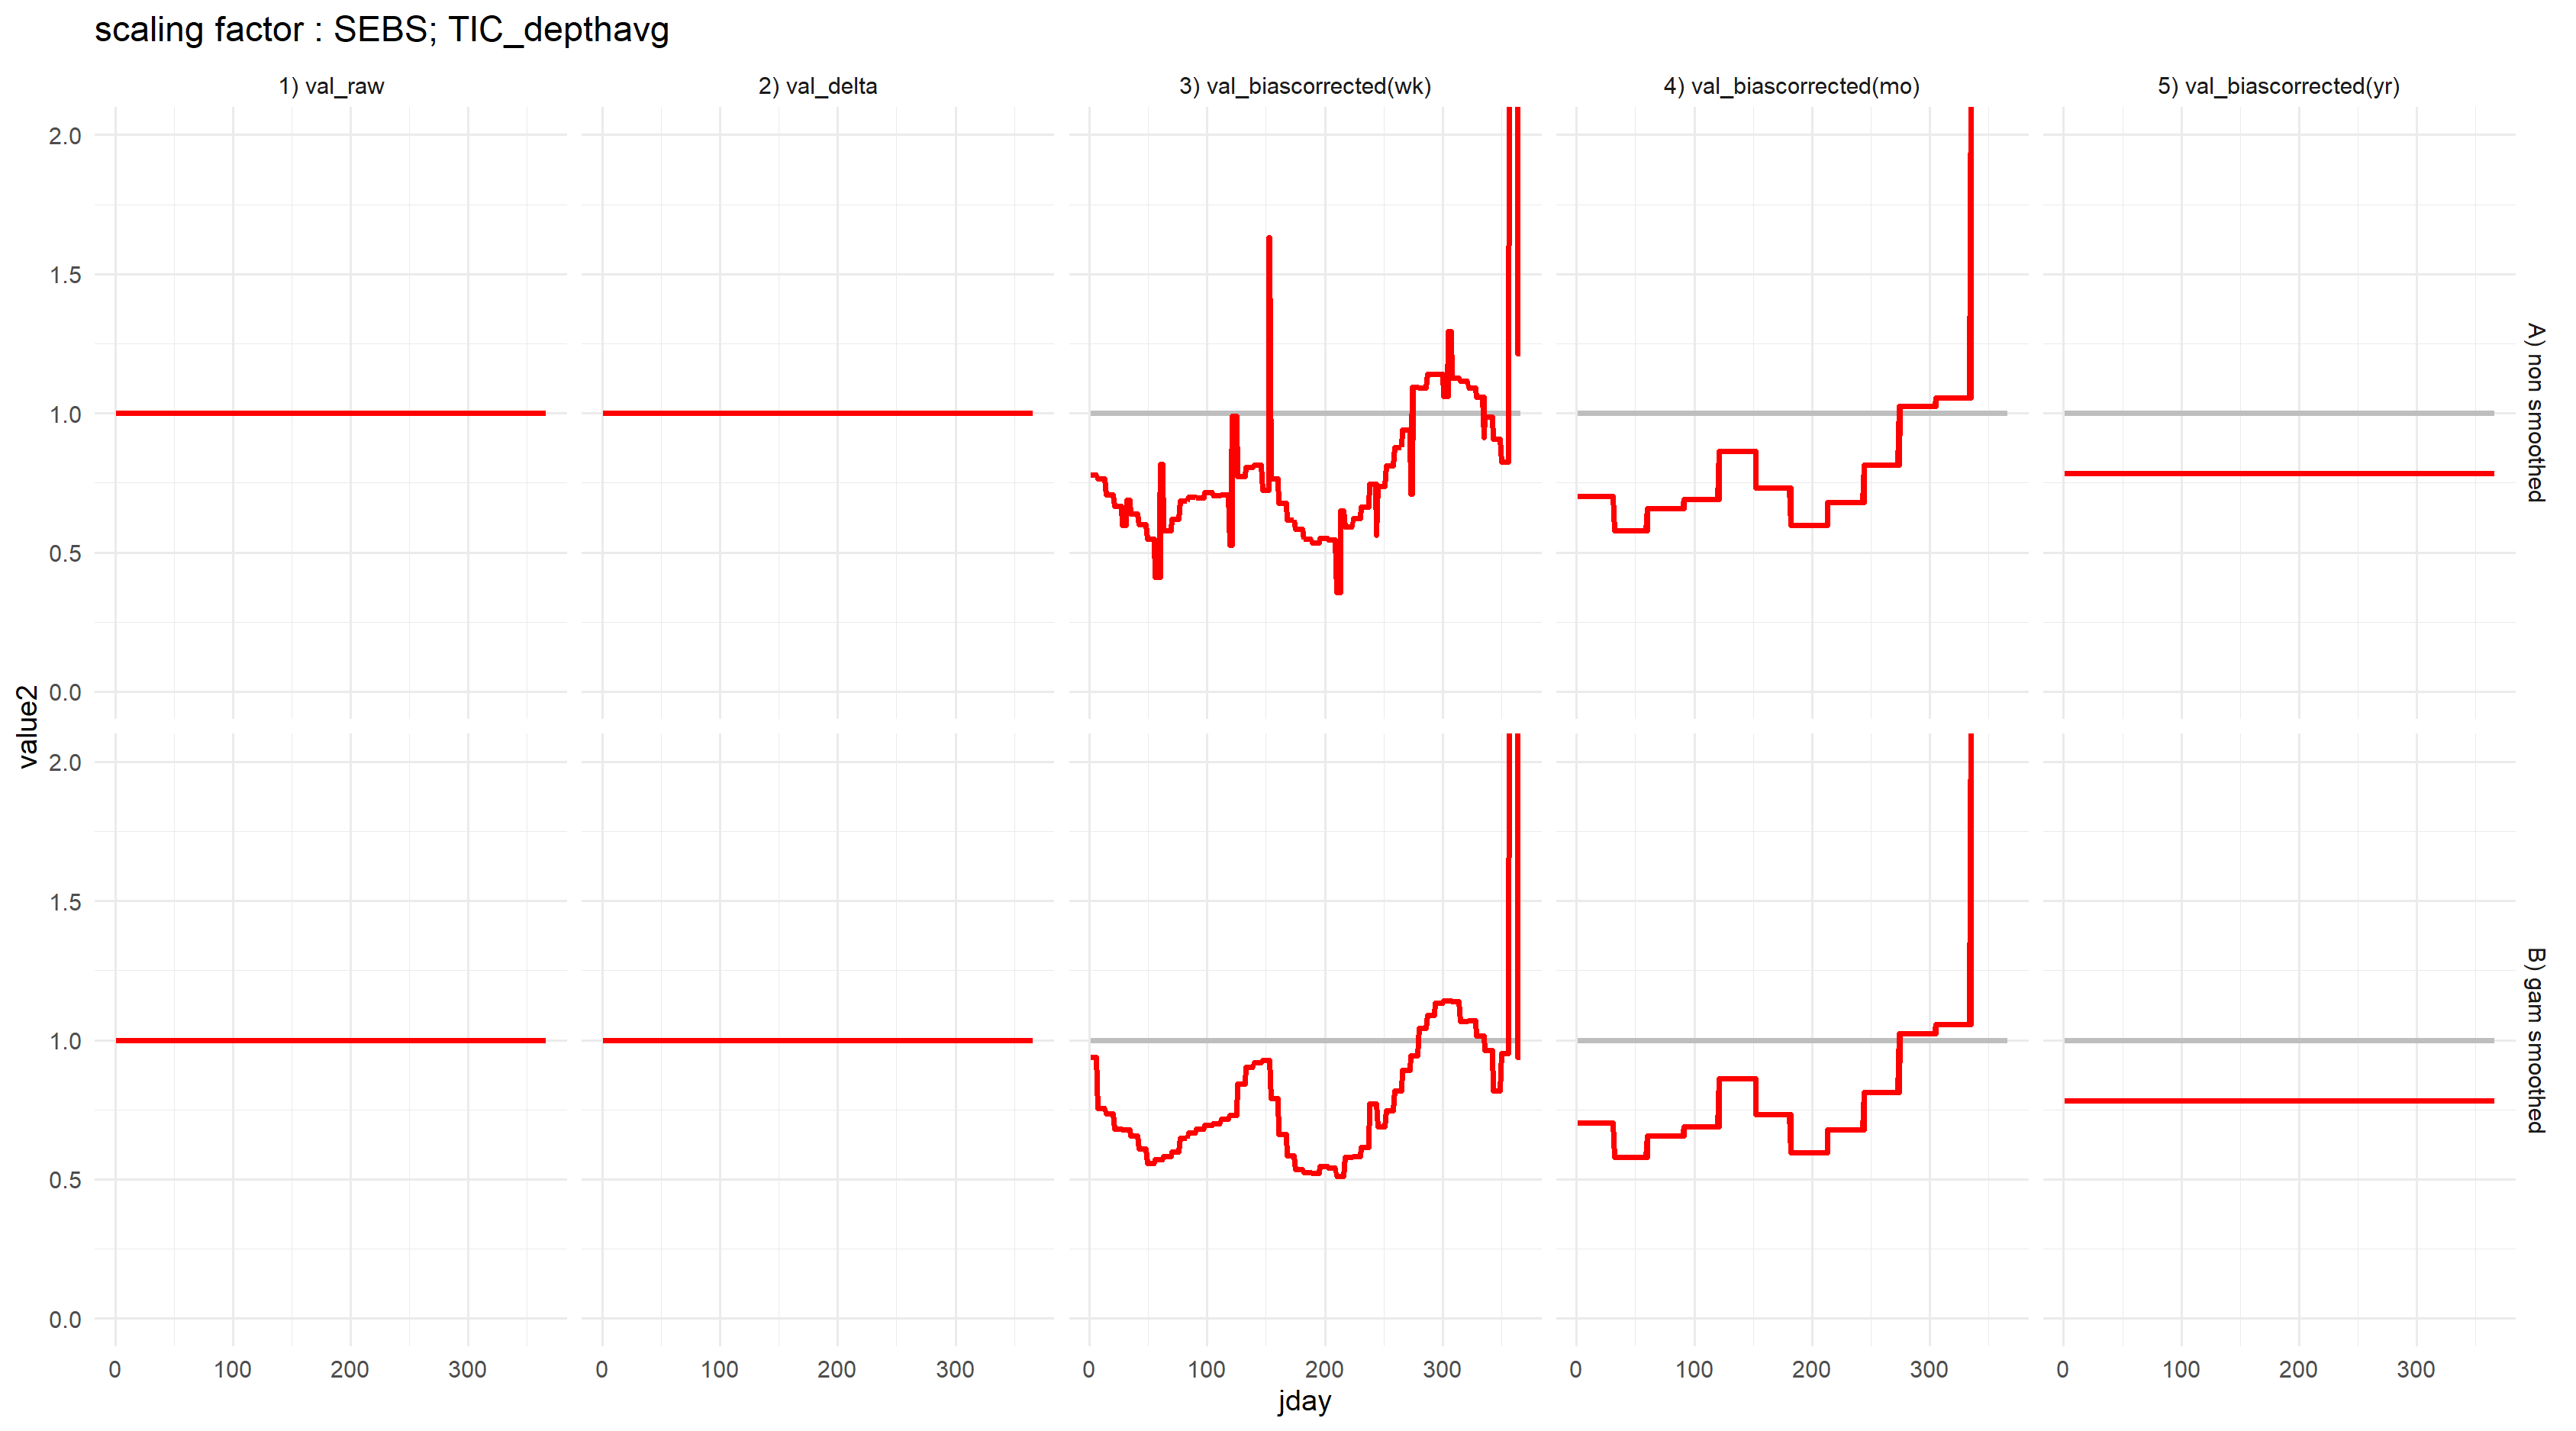 scaling factor : SEBS; TIC_depthavg
1) val_raw
2) val_delta
3) val_biascorrected(wk)
4) val_biascorrected(mo)
5) val_biascorrected(yr)
2.0
1.5
1.0
0.5
0.0
A) non smoothed
value2
2.0
1.5
1.0
0.5
0.0
B) gam smoothed
0 100 200 300
0 100 200 300
0 100 200 300
0 100 200 300
0 100 200 300
jday